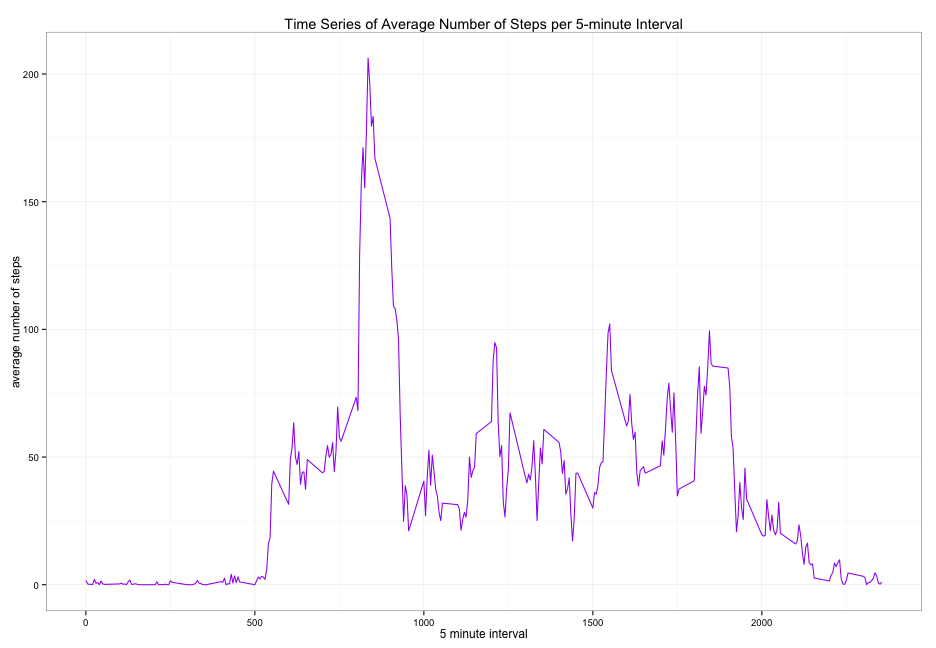 Time Series of Average Number of Steps per 5-minute Interval
average number of steps
200
150
100
50
0
0 500 1000 1500 2000
5 minute interval